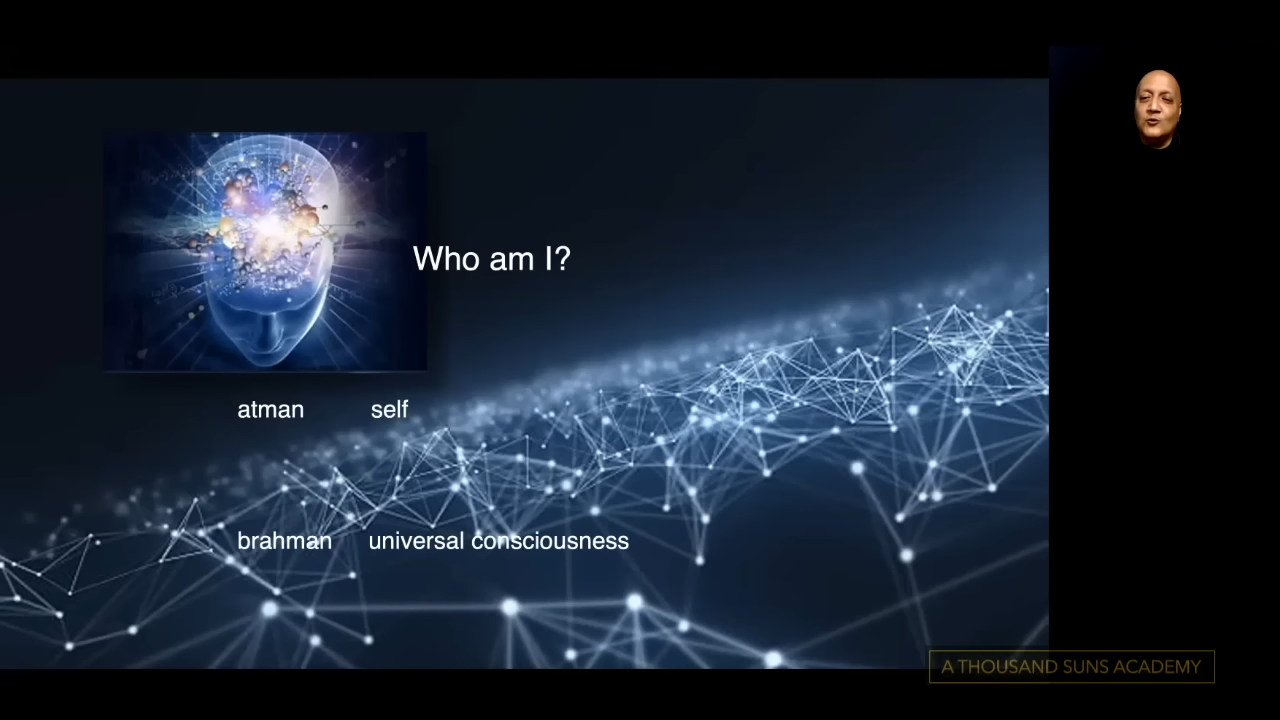 Who am I?
atman self
brahman universal consciousness
A THOUSAND SUNS ACADEMY